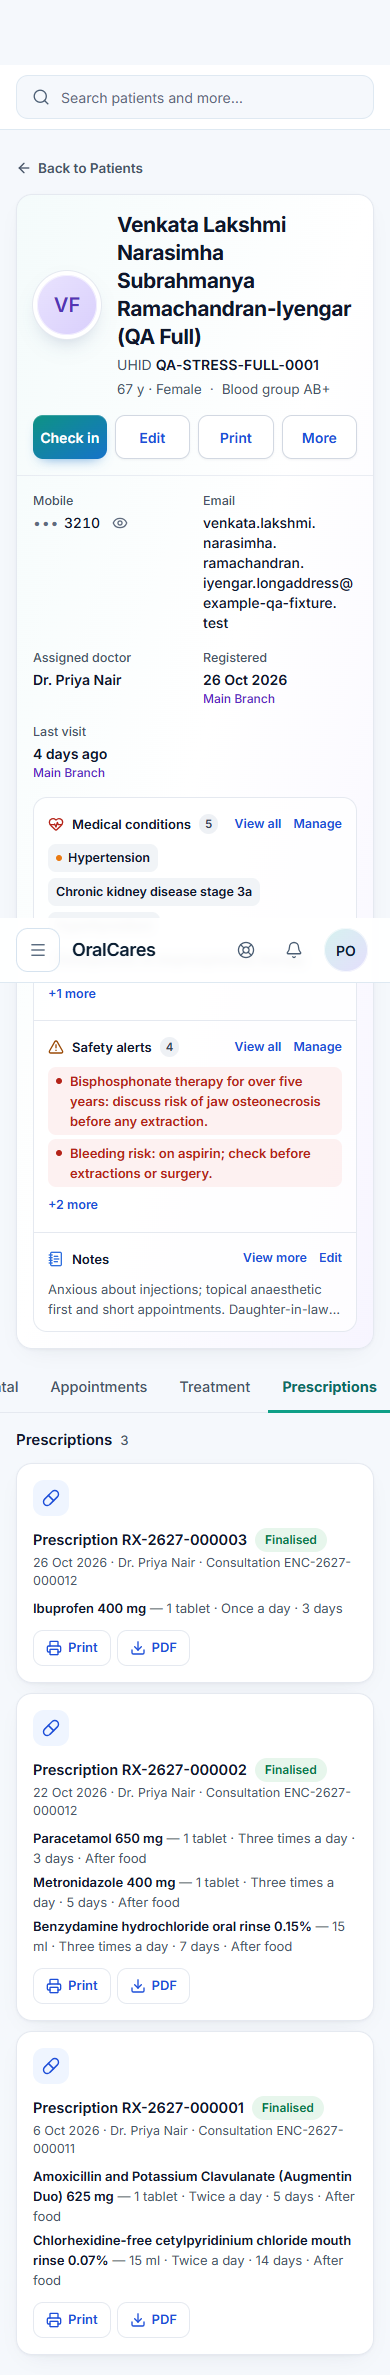 Search patients and more...
Back to Patients
VF
Venkata Lakshmi
Narasimha
Subrahmanya
Ramachandran-Iyengar
(QA Full)
UHID QA-STRESS-FULL-0001
67 y · Female · Blood group AB+
Check in
Edit
Print
More
Mobile
••• 3210
Email
venkata.lakshmi.
narasimha.
ramachandran.
iyengar.longaddress@
example-qa-fixture.
test
Assigned doctor
Dr. Priya Nair
Registered
26 Oct 2026
Main Branch
Last visit
4 days ago
Main Branch
Medical conditions 5 View all Manage
Hypertension
Chronic kidney disease stage 3a
OralCares
PO
+1 more
Safety alerts 4 View all Manage
Bisphosphonate therapy for over five
years: discuss risk of jaw osteonecrosis
before any extraction.
Bleeding risk: on aspirin; check before
extractions or surgery.
+2 more
Notes View more Edit
Anxious about injections; topical anaesthetic
first and short appointments. Daughter-in-law...
ntal Appointments Treatment Prescriptions
Prescriptions 3
Prescription RX-2627-000003 Finalised
26 Oct 2026 · Dr. Priya Nair · Consultation ENC-2627-
000012
Ibuprofen 400 mg — 1 tablet · Once a day · 3 days
Print PDF
Prescription RX-2627-000002 Finalised
22 Oct 2026 · Dr. Priya Nair · Consultation ENC-2627-
000012
Paracetamol 650 mg — 1 tablet · Three times a day ·
3 days · After food
Metronidazole 400 mg — 1 tablet · Three times a
day · 5 days · After food
Benzydamine hydrochloride oral rinse 0.15% — 15
ml · Three times a day · 7 days · After food
Print PDF
Prescription RX-2627-000001 Finalised
6 Oct 2026 · Dr. Priya Nair · Consultation ENC-2627-
000011
Amoxicillin and Potassium Clavulanate (Augmentin
Duo) 625 mg — 1 tablet · Twice a day · 5 days · After
food
Chlorhexidine-free cetylpyridinium chloride mouth
rinse 0.07% — 15 ml · Twice a day · 14 days · After
food
Print PDF